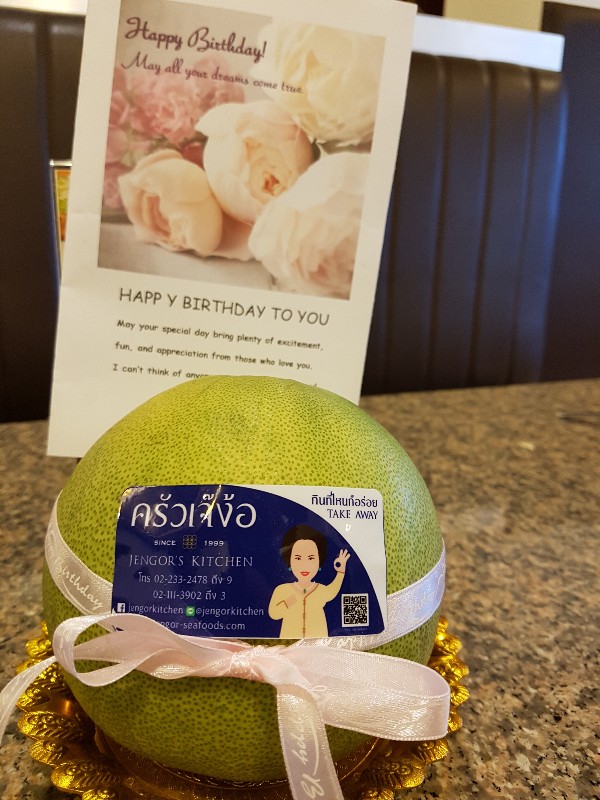 Happy Birthday!
May all your dreams come true.
HAPP Y BIRTHDAY TO YOU
May your special day bring plenty of excitement,
fun, and appreciation from those who love you.
I can't think of
ครัวเจ๊ง้อ
กินที่ไหนก็อร่อย
TAKE AWAY
SINCE 1999
JENGOR'S KITCHEN
โทร 02-233-2478 ถึง 9
02-111-3902 ถึง 3
jengorkitchen @jengorkitchen
-seafoods.com
Birthday